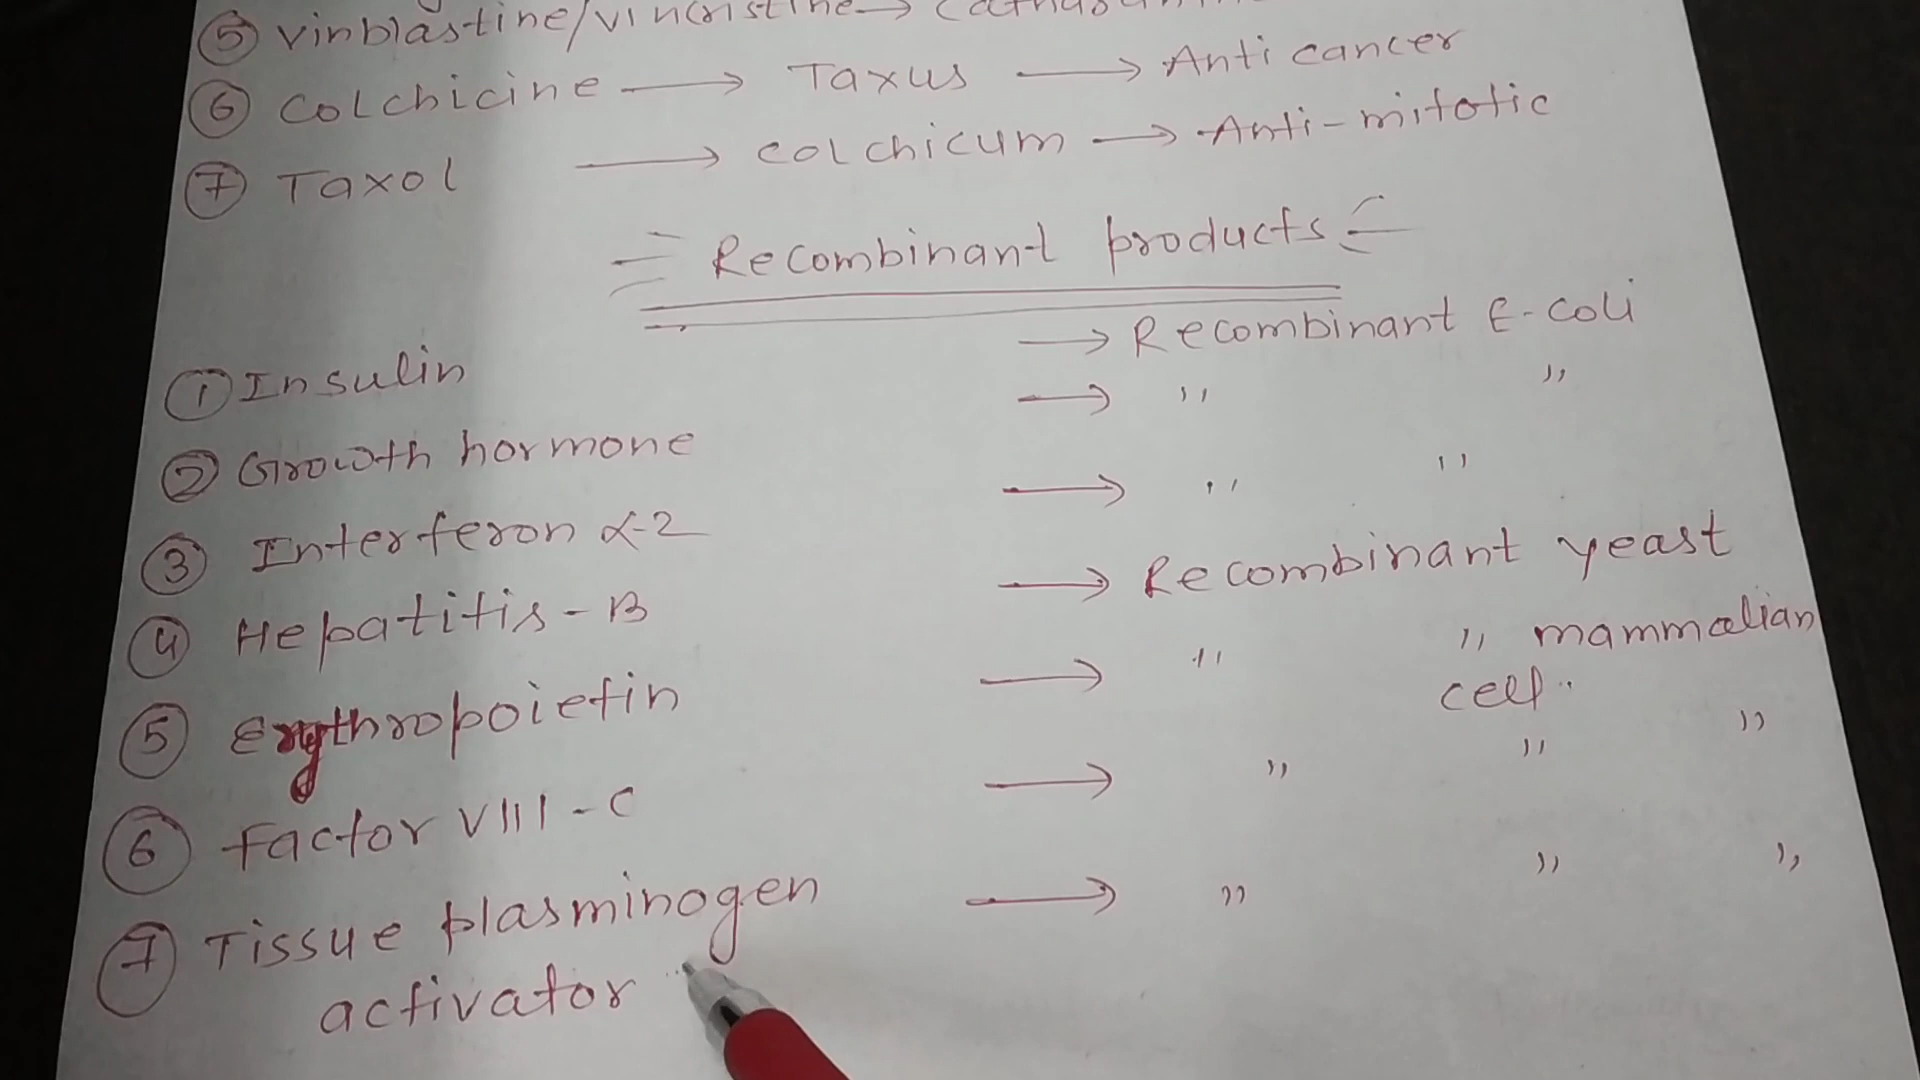 ⑤ Vinblastine/vincristine →
⑥ Colchicine → Taxus → Anti cancer
⑦ Taxol → colchicum → Anti-mitotic
Recombinant products
① Insulin → Recombinant E-coli
② Growth hormone → " "
③ Interferon α-2 → " "
④ Hepatitis-B → Recombinant yeast
⑤ Erythropoietin → " " mammalian
cell
⑥ Factor VIII-C → " " "
⑦ Tissue plasminogen → " " "
activator